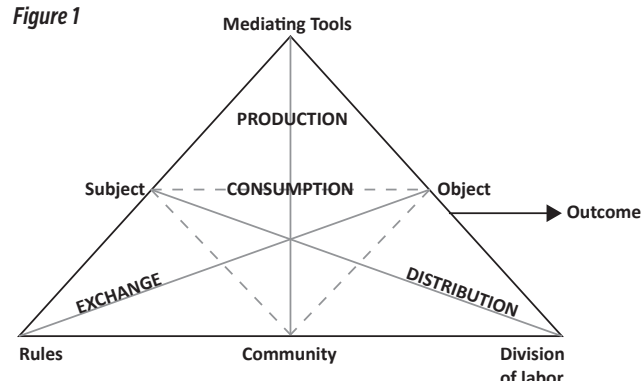 Figure 1
Mediating Tools
PRODUCTION
Subject
CONSUMPTION
Object
Outcome
EXCHANGE
DISTRIBUTION
Rules
Community
Division
of labor